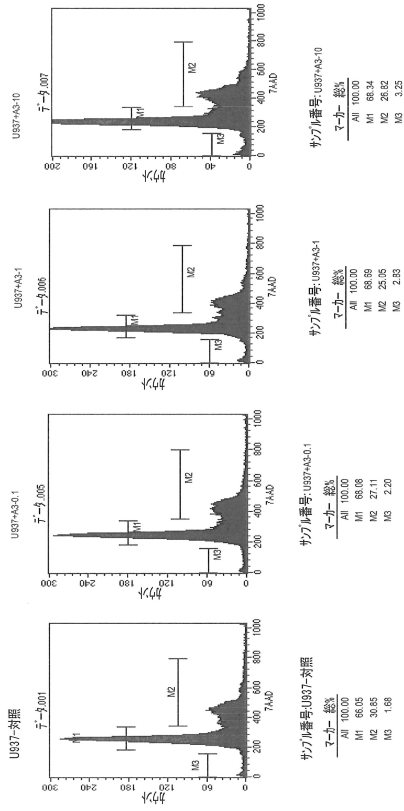 U937-対照
データ.001
カウント
300
240
180
120
60
0
M1
M2
M3
0 200 400 600 800 1000
7AAD
サンプル番号:U937-対照
マーカー 総%
All 100.00
M1 66.05
M2 30.85
M3 1.68
U937+A3-0.1
データ.005
カウント
300
240
180
120
60
0
M1
M2
M3
0 200 400 600 800 1000
7AAD
サンプル番号: U937+A3-0.1
マーカー 総%
All 100.00
M1 68.08
M2 27.11
M3 2.20
U937+A3-1
データ.006
カウント
300
240
180
120
60
0
M1
M2
M3
0 200 400 600 800 1000
7AAD
サンプル番号: U937+A3-1
マーカー 総%
All 100.00
M1 68.69
M2 25.05
M3 2.83
U937+A3-10
データ.007
カウント
200
160
120
80
40
0
M1
M2
M3
0 200 400 600 800 1000
7AAD
サンプル番号: U937+A3-10
マーカー 総%
All 100.00
M1 68.34
M2 26.82
M3 3.25